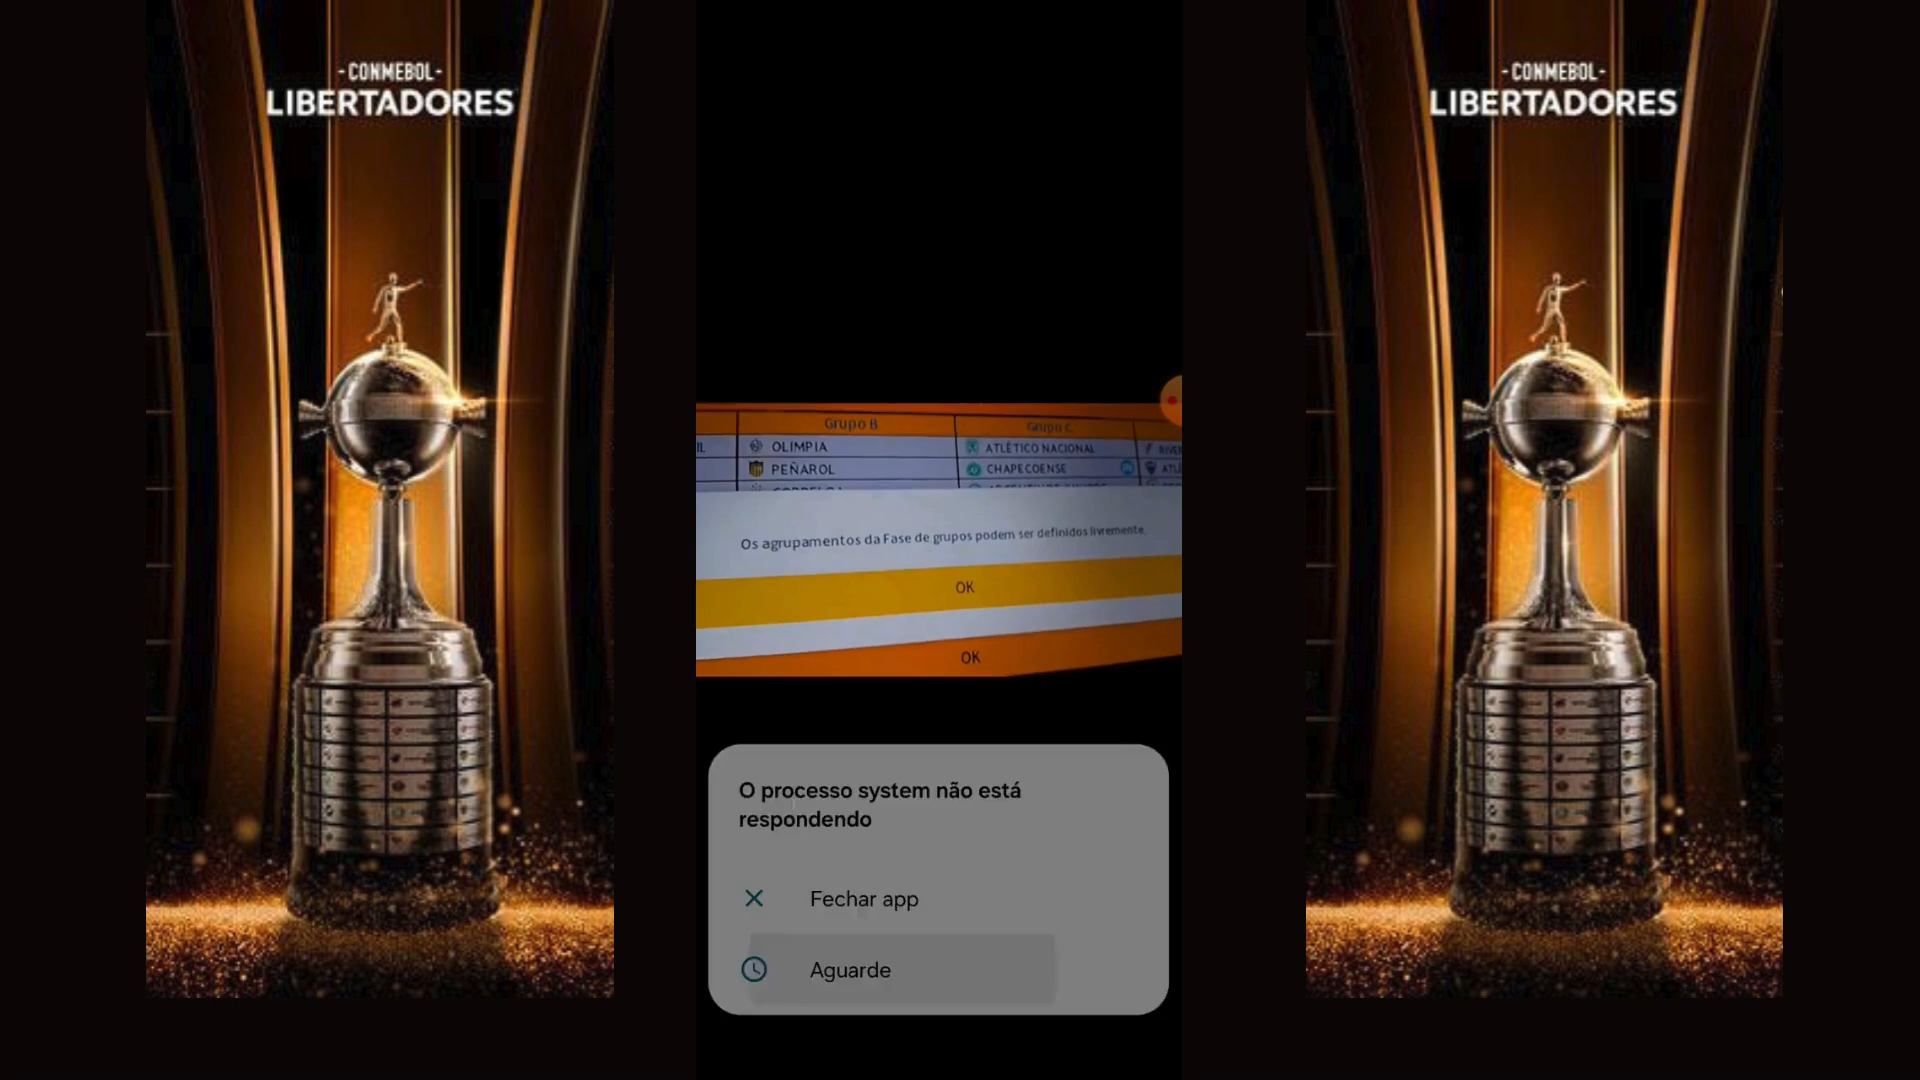 - CONMEBOL -
LIBERTADORES
Grupo B
Grupo C
OLIMPIA
ATLÉTICO NACIONAL
PEÑAROL
CHAPECOENSE
Os agrupamentos da Fase de grupos podem ser definidos livremente.
OK
OK
O processo system não está
respondendo
Fechar app
Aguarde
- CONMEBOL -
LIBERTADORES